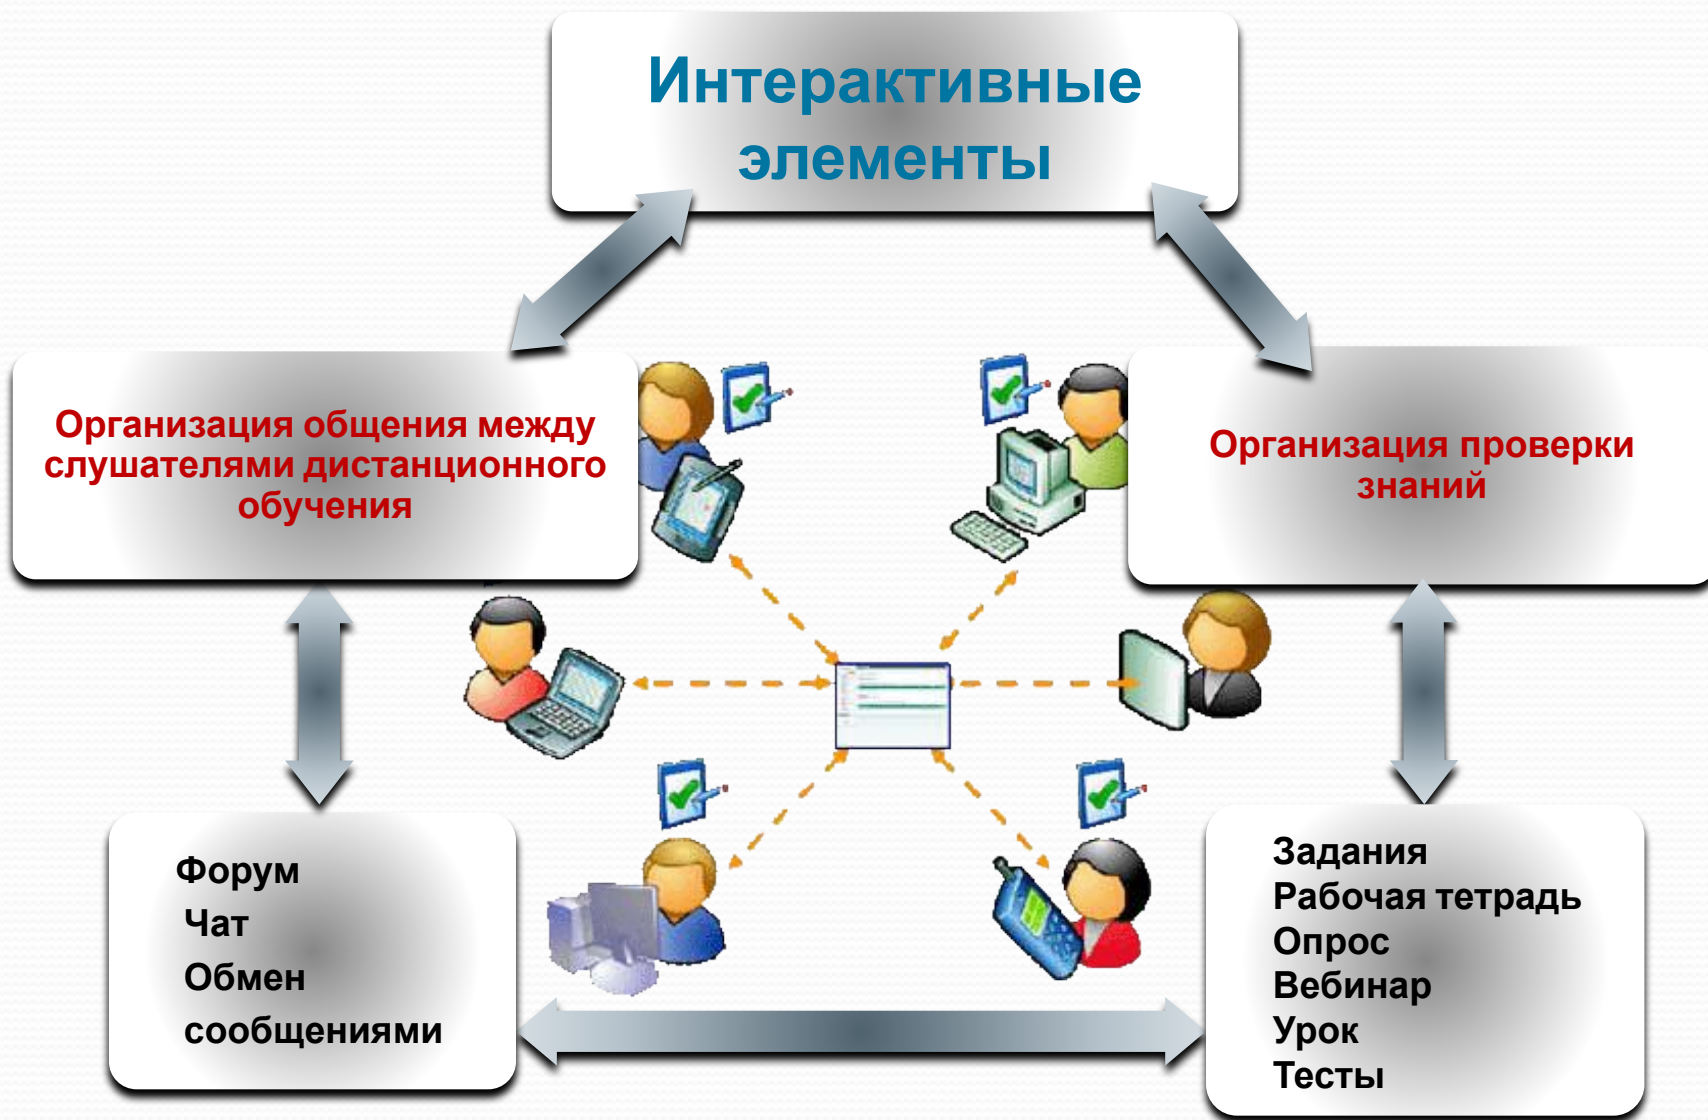 Интерактивные
элементы
Организация общения между
слушателями дистанционного
обучения
Организация проверки
знаний
Форум
Чат
Обмен
сообщениями
Задания
Рабочая тетрадь
Опрос
Вебинар
Урок
Тесты